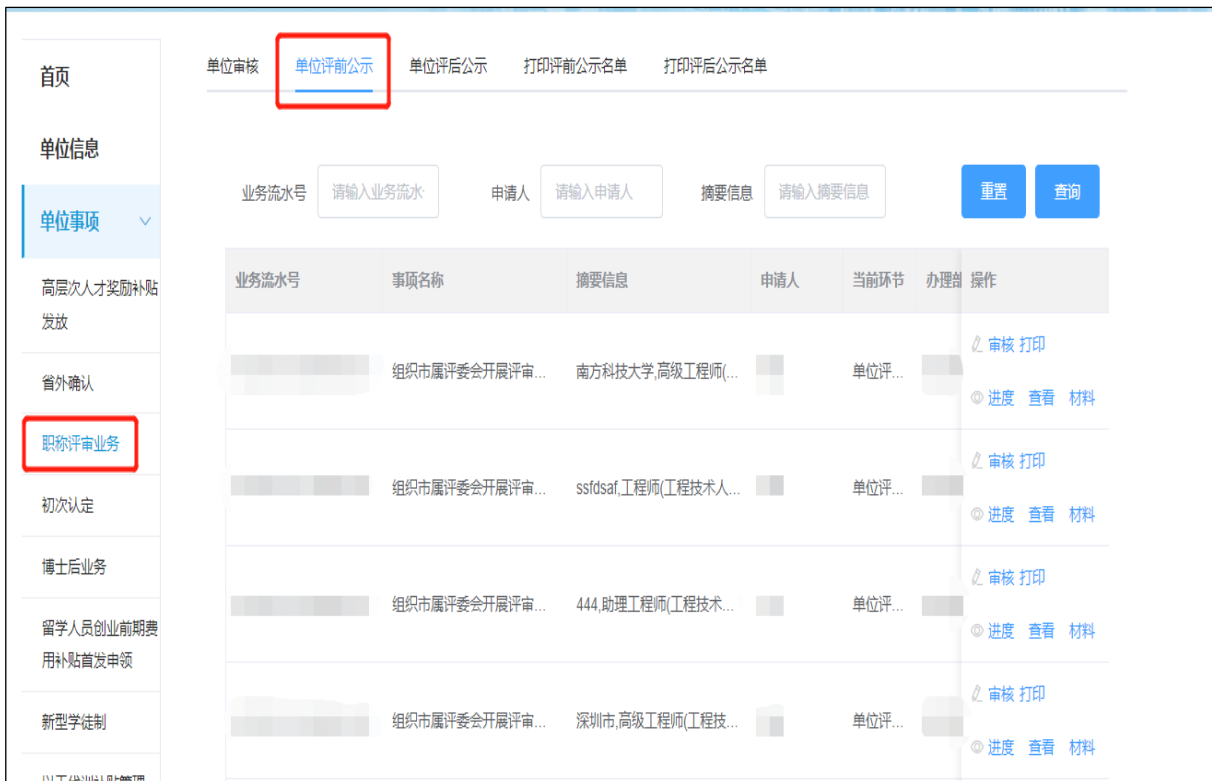 首页
单位信息
单位事项
高层次人才奖励补贴
发放
省外确认
职称评审业务
初次认定
博士后业务
留学人员创业前期费
用补贴首发申领
新型学徒制
单位审核 单位评前公示 单位评后公示 打印评前公示名单 打印评后公示名单
业务流水号 请输入业务流水 申请人 请输入申请人 摘要信息 请输入摘要信息 重置 查询
业务流水号 事项名称 摘要信息 申请人 当前环节 办理部 操作
组织市属评委会开展评审... 南方科技大学,高级工程师(... 单位评... 审核 打印
进度 查看 材料
组织市属评委会开展评审... ssfdsaf,工程师(工程技术人... 单位评... 审核 打印
进度 查看 材料
组织市属评委会开展评审... 444,助理工程师(工程技术... 单位评... 审核 打印
进度 查看 材料
组织市属评委会开展评审... 深圳市,高级工程师(工程技... 单位评... 审核 打印
进度 查看 材料